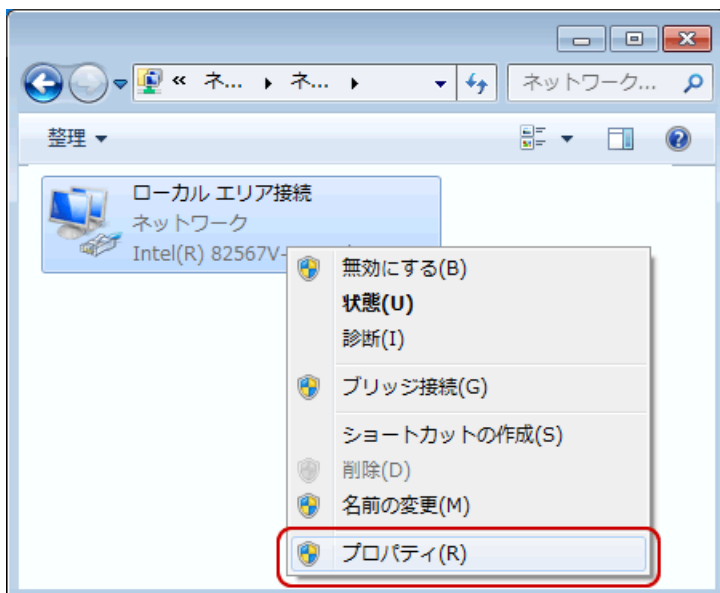 « ネ... ネ... ネットワーク...
整理
ローカル エリア接続
ネットワーク
Intel(R) 82567V-
無効にする(B)
状態(U)
診断(I)
ブリッジ接続(G)
ショートカットの作成(S)
削除(D)
名前の変更(M)
プロパティ(R)